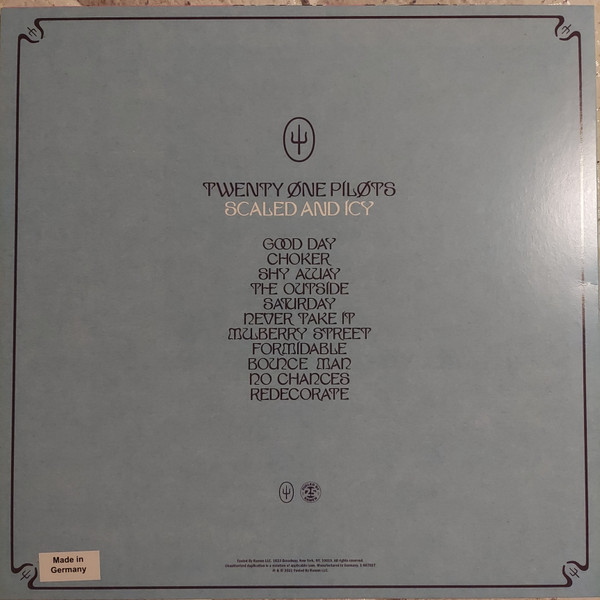 TWENTY ØNE PILØTS
SCALED AND ICY
GOOD DAY
CHOKER
SHY AWAY
THE OUTSIDE
SATURDAY
NEVER TAKE IT
MULBERRY STREET
FORMIDABLE
BOUNCE MAN
NO CHANCES
REDECORATE
Made in
Germany